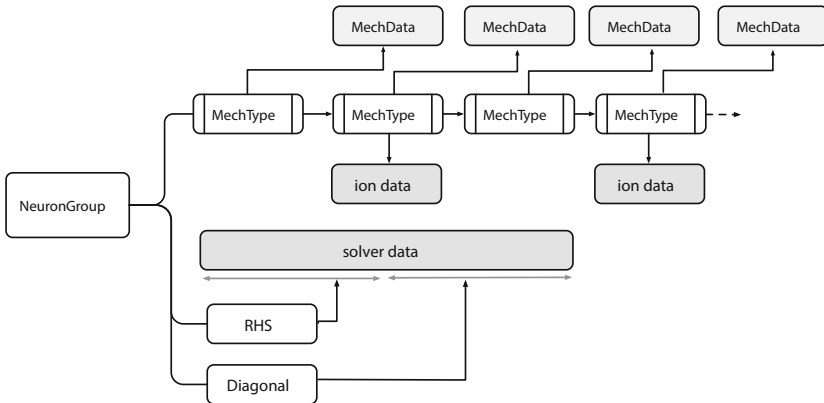 MechData
MechData
MechData
MechData
MechType
MechType
MechType
MechType
ion data
ion data
NeuronGroup
solver data
RHS
Diagonal